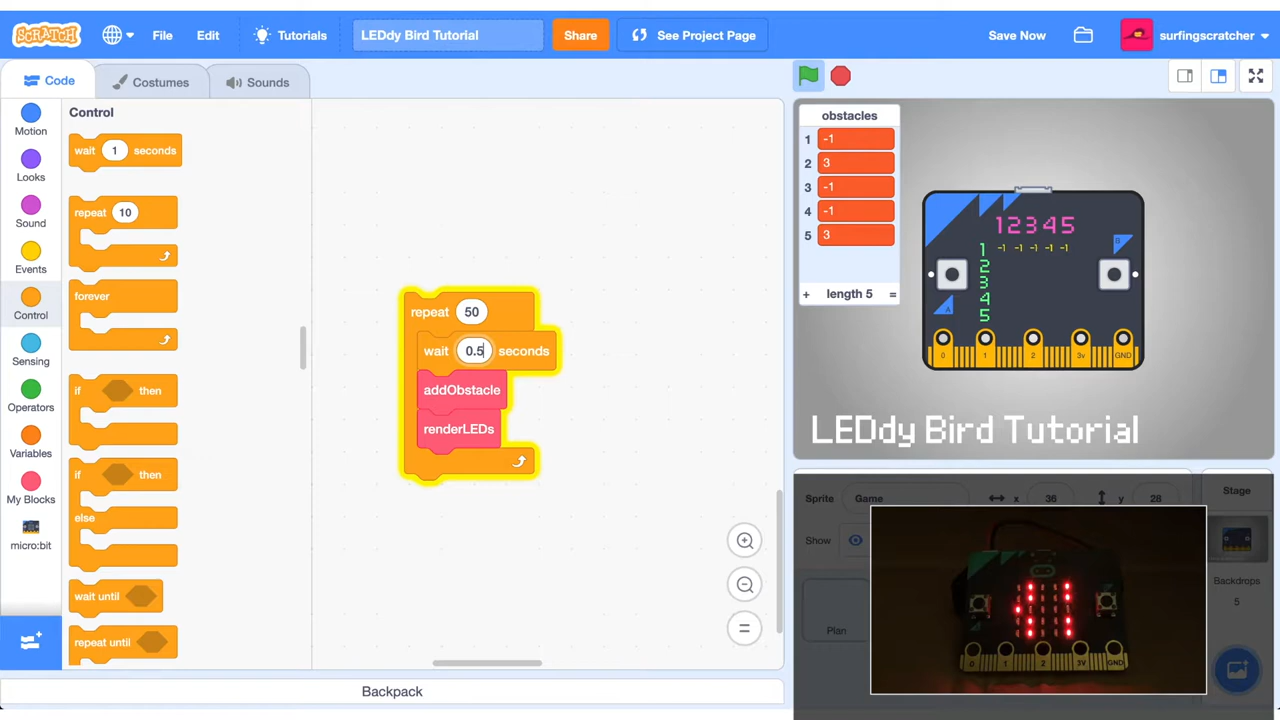 SCRATCH
File
Edit
Tutorials
LEDdy Bird Tutorial
Share
See Project Page
Save Now
surfingscratcher
Code
Costumes
Sounds
Motion
Looks
Sound
Events
Control
Sensing
Operators
Variables
My Blocks
micro:bit
Control
wait 1 seconds
repeat 10
forever
if then
if then
else
wait until
repeat until
repeat 50
wait 0.5 seconds
addObstacle
renderLEDs
Backpack
obstacles
1 -1
2 3
3 -1
4 -1
5 3
+ length 5 =
12345
-1 -1 -1 -1 -1
1
2
3
4
5
A
B
0 1 2 3v GND
LEDdy Bird Tutorial
Sprite Game x 36 y 28
Show
Plan
Stage
Backdrops
5
0 1 2 3V GND